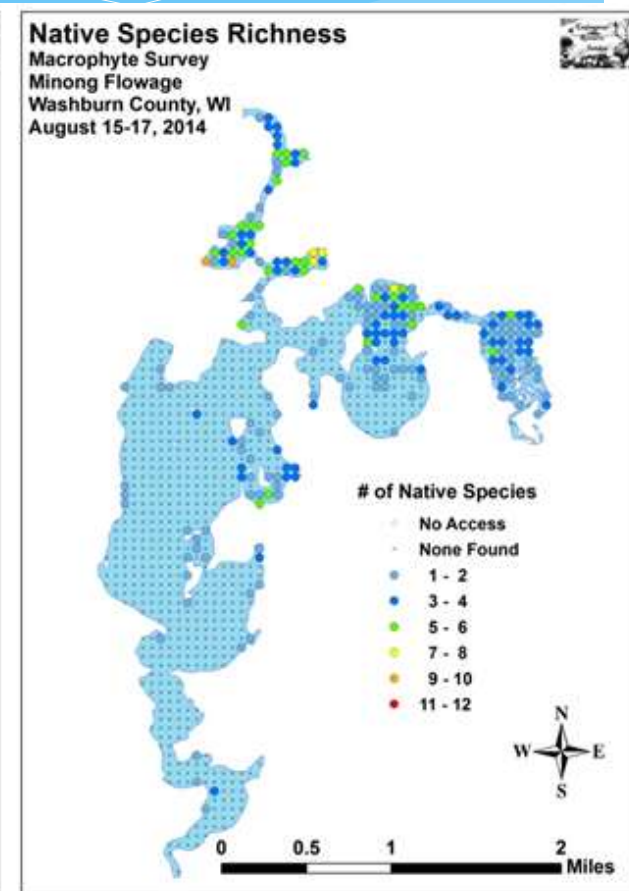 Native Species Richness
Macrophyte Survey
Minong Flowage
Washburn County, WI
August 15-17, 2014
# of Native Species
No Access
None Found
1 - 2
3 - 4
5 - 6
7 - 8
9 - 10
11 - 12
N
W E
S
0 0.5 1 2
Miles